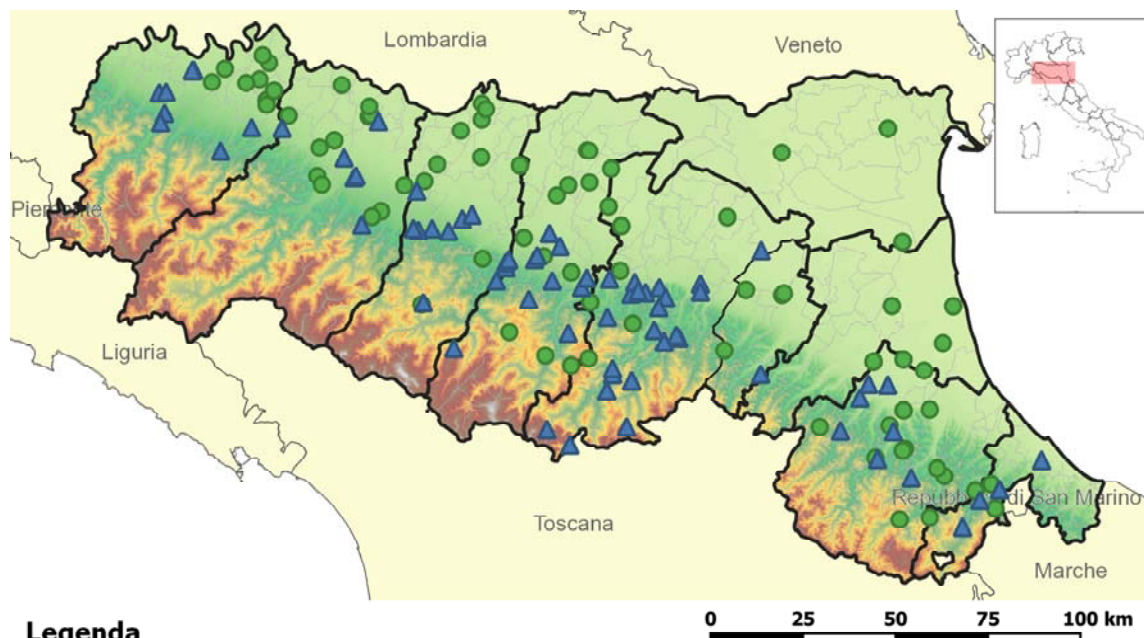 Lombardia
Veneto
Piemonte
Liguria
Repubblica di San Marino
Toscana
Marche
Legenda
0 25 50 75 100 km